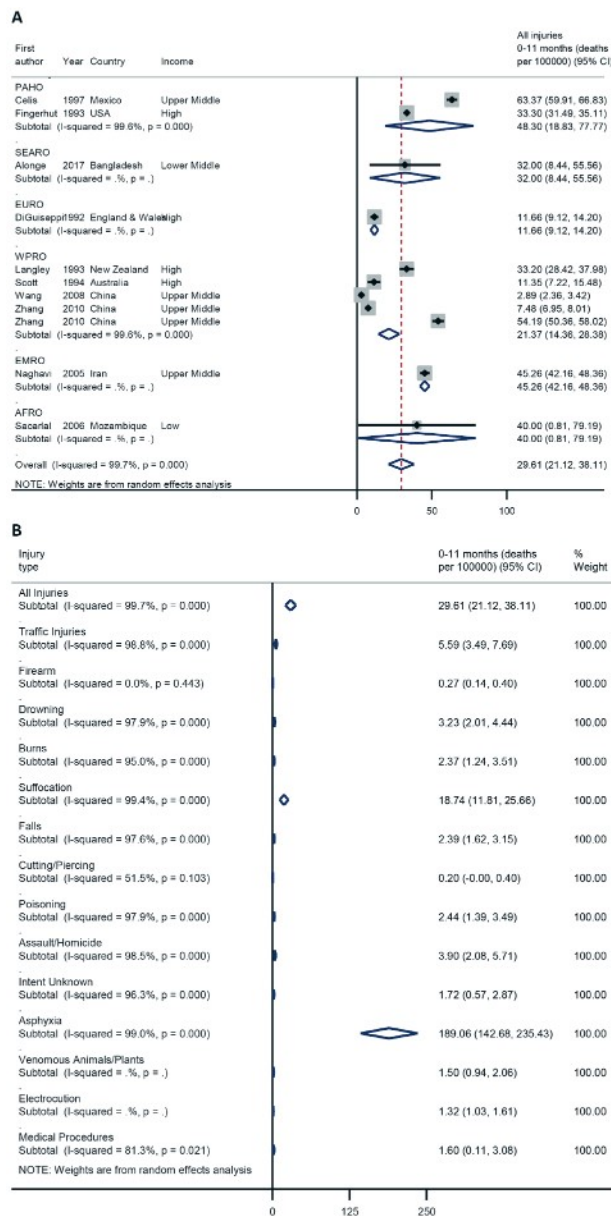 A
All injuries
First 0-11 months (deaths
author Year Country Income per 100000) (95% CI)
PAHO
Celis 1997 Mexico Upper Middle 63.37 (59.91, 66.83)
Fingerhut 1993 USA High 33.30 (31.49, 35.11)
Subtotal (I-squared = 99.6%, p = 0.000) 48.30 (18.83, 77.77)
.
SEARO
Alonge 2017 Bangladesh Lower Middle 32.00 (8.44, 55.56)
Subtotal (I-squared = .%, p = .) 32.00 (8.44, 55.56)
.
EURO
DiGuiseppi 1992 England & Wales High 11.66 (9.12, 14.20)
Subtotal (I-squared = .%, p = .) 11.66 (9.12, 14.20)
.
WPRO
Langley 1993 New Zealand High 33.20 (28.42, 37.98)
Scott 1994 Australia High 11.35 (7.22, 15.48)
Wang 2008 China Upper Middle 2.89 (2.36, 3.42)
Zhang 2010 China Upper Middle 7.48 (6.95, 8.01)
Zhang 2010 China Upper Middle 54.19 (50.36, 58.02)
Subtotal (I-squared = 99.6%, p = 0.000) 21.37 (14.36, 28.38)
.
EMRO
Naghavi 2005 Iran Upper Middle 45.26 (42.16, 48.36)
Subtotal (I-squared = .%, p = .) 45.26 (42.16, 48.36)
.
AFRO
Sacarlal 2006 Mozambique Low 40.00 (0.81, 79.19)
Subtotal (I-squared = .%, p = .) 40.00 (0.81, 79.19)
.
Overall (I-squared = 99.7%, p = 0.000) 29.61 (21.12, 38.11)
NOTE: Weights are from random effects analysis
0 50 100
B
Injury 0-11 months (deaths %
type per 100000) (95% CI) Weight
All Injuries
Subtotal (I-squared = 99.7%, p = 0.000) 29.61 (21.12, 38.11) 100.00
.
Traffic Injuries
Subtotal (I-squared = 98.8%, p = 0.000) 5.59 (3.49, 7.69) 100.00
.
Firearm
Subtotal (I-squared = 0.0%, p = 0.443) 0.27 (0.14, 0.40) 100.00
.
Drowning
Subtotal (I-squared = 97.9%, p = 0.000) 3.23 (2.01, 4.44) 100.00
.
Burns
Subtotal (I-squared = 95.0%, p = 0.000) 2.37 (1.24, 3.51) 100.00
.
Suffocation
Subtotal (I-squared = 99.4%, p = 0.000) 18.74 (11.81, 25.66) 100.00
.
Falls
Subtotal (I-squared = 97.6%, p = 0.000) 2.39 (1.62, 3.15) 100.00
.
Cutting/Piercing
Subtotal (I-squared = 51.5%, p = 0.103) 0.20 (-0.00, 0.40) 100.00
.
Poisoning
Subtotal (I-squared = 97.9%, p = 0.000) 2.44 (1.39, 3.49) 100.00
.
Assault/Homicide
Subtotal (I-squared = 98.5%, p = 0.000) 3.90 (2.08, 5.71) 100.00
.
Intent Unknown
Subtotal (I-squared = 96.3%, p = 0.000) 1.72 (0.57, 2.87) 100.00
.
Asphyxia
Subtotal (I-squared = 99.0%, p = 0.000) 189.06 (142.68, 235.43) 100.00
.
Venomous Animals/Plants
Subtotal (I-squared = .%, p = .) 1.50 (0.94, 2.06) 100.00
.
Electrocution
Subtotal (I-squared = .%, p = .) 1.32 (1.03, 1.61) 100.00
.
Medical Procedures
Subtotal (I-squared = 81.3%, p = 0.021) 1.60 (0.11, 3.08) 100.00
NOTE: Weights are from random effects analysis
0 125 250